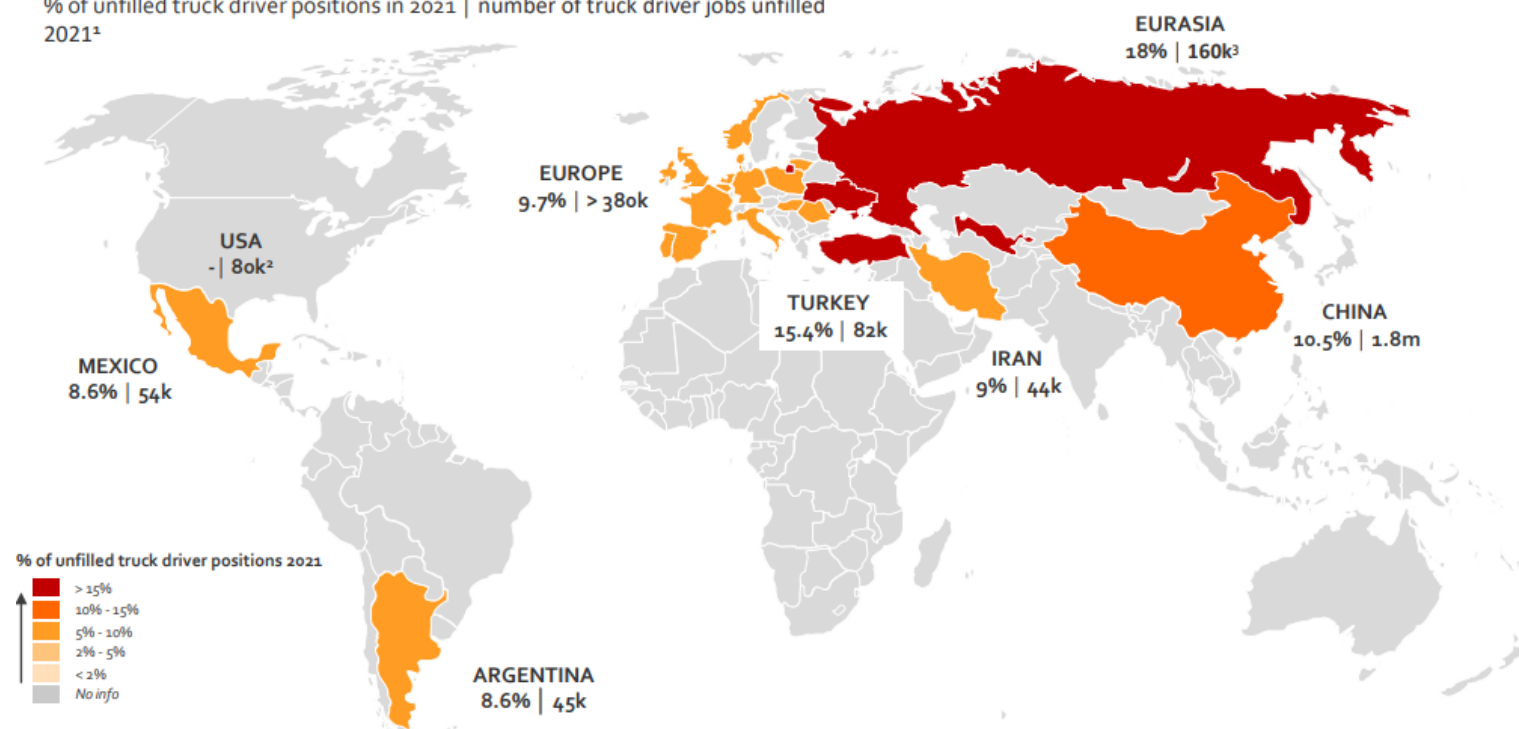 % of unfilled truck driver positions in 2021 | number of truck driver jobs unfilled
2021¹
EURASIA
18% | 160k³
EUROPE
9.7% | > 380k
USA
-| 80k²
TURKEY
15.4% | 82k
CHINA
10.5% | 1.8m
IRAN
9% | 44k
MEXICO
8.6% | 54k
% of unfilled truck driver positions 2021
> 15%
10% - 15%
5% - 10%
2% - 5%
< 2%
No info
ARGENTINA
8.6% | 45k